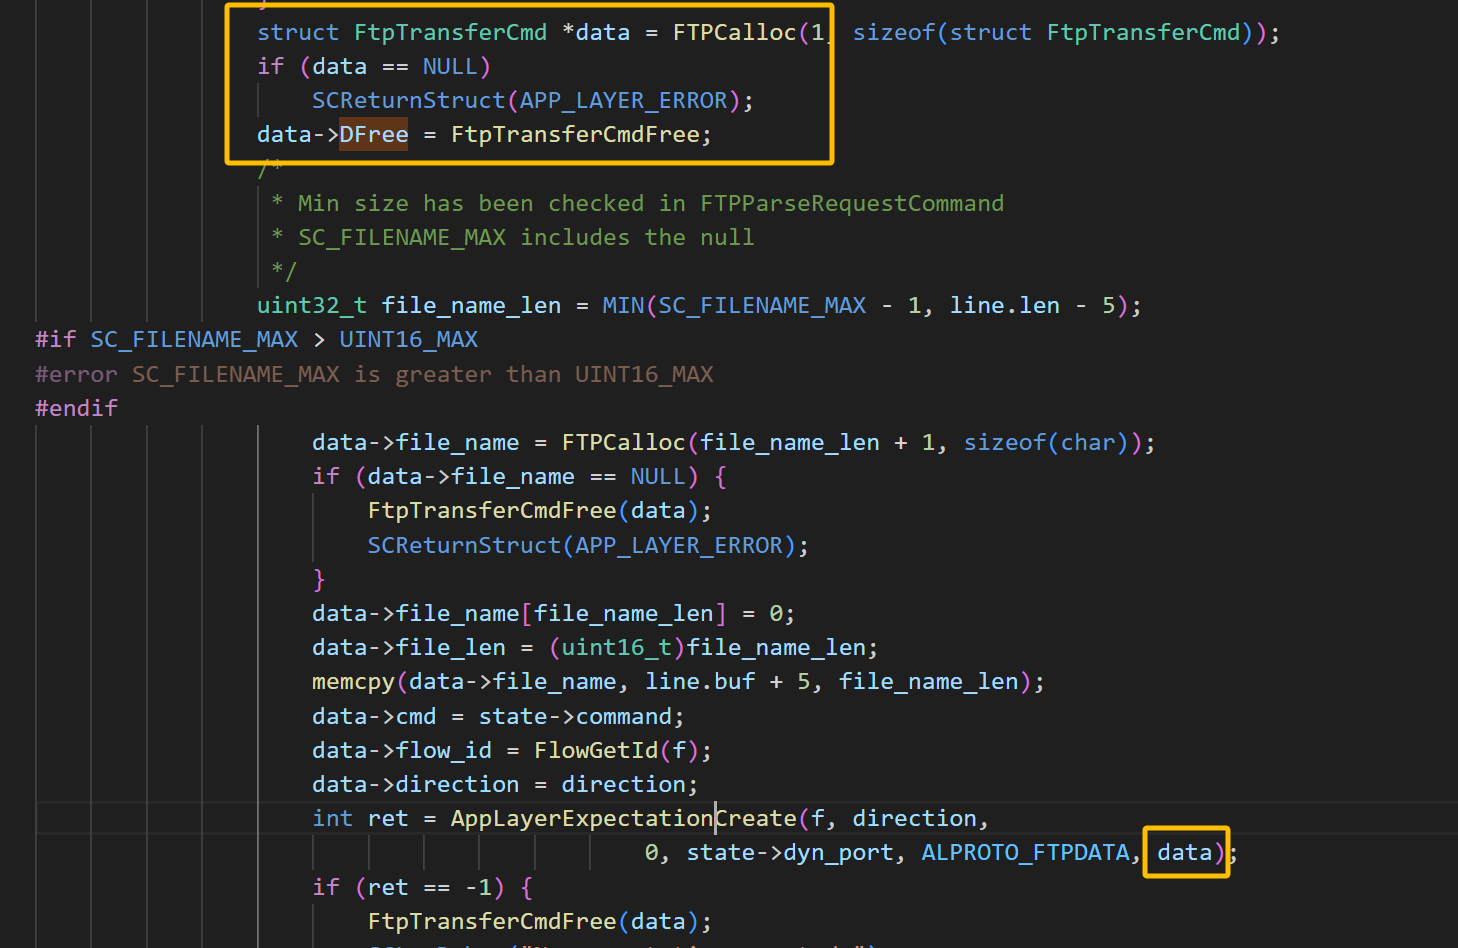 struct FtpTransferCmd *data = FTPCalloc(1, sizeof(struct FtpTransferCmd));
if (data == NULL)
SCReturnStruct(APP_LAYER_ERROR);
data->DFree = FtpTransferCmdFree;
/*
* Min size has been checked in FTPParseRequestCommand
* SC_FILENAME_MAX includes the null
*/
uint32_t file_name_len = MIN(SC_FILENAME_MAX - 1, line.len - 5);
#if SC_FILENAME_MAX > UINT16_MAX
#error SC_FILENAME_MAX is greater than UINT16_MAX
#endif
data->file_name = FTPCalloc(file_name_len + 1, sizeof(char));
if (data->file_name == NULL) {
FtpTransferCmdFree(data);
SCReturnStruct(APP_LAYER_ERROR);
}
data->file_name[file_name_len] = 0;
data->file_len = (uint16_t)file_name_len;
memcpy(data->file_name, line.buf + 5, file_name_len);
data->cmd = state->command;
data->flow_id = FlowGetId(f);
data->direction = direction;
int ret = AppLayerExpectationCreate(f, direction,
0, state->dyn_port, ALPROTO_FTPDATA, data);
if (ret == -1) {
FtpTransferCmdFree(data);